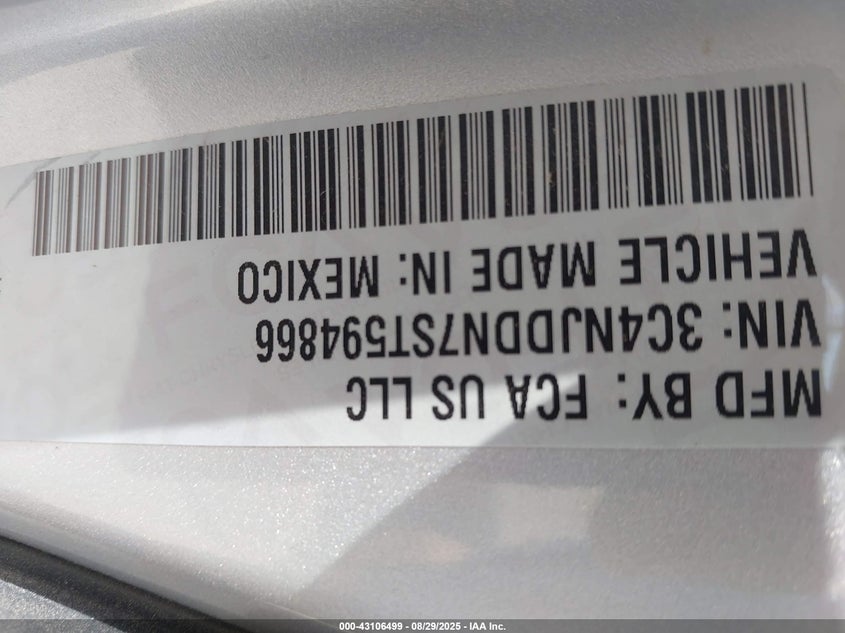 MFD BY: FCA US LLC
VIN: 3C4NJDDN7ST594866
VEHICLE MADE IN: MEXICO
000-43106499 - 08/29/2025 - IAA Inc.